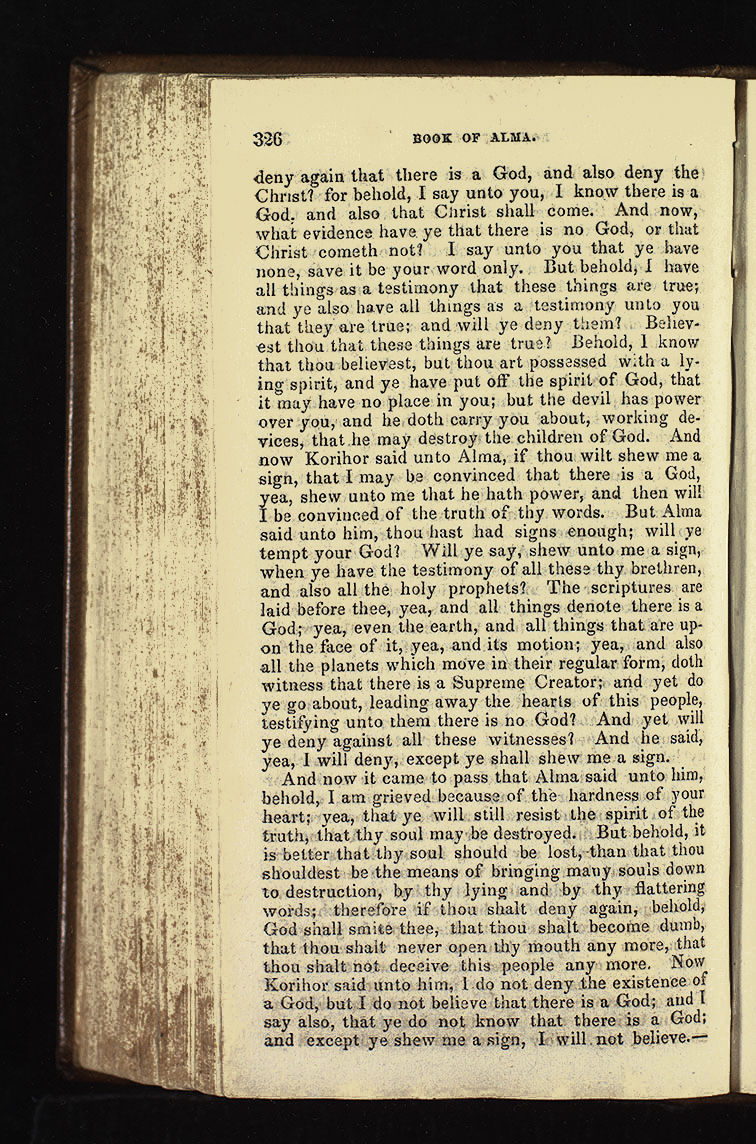 326 BOOK OF ALMA.
deny again that there is a God, and also deny the
Christ? for behold, I say unto you, I know there is a
God, and also that Christ shall come. And now,
what evidence have ye that there is no God, or that
Christ cometh not? I say unto you that ye have
none, save it be your word only. But behold, I have
all things as a testimony that these things are true;
and ye also have all things as a testimony unto you
that they are true; and will ye deny them? Believ-
est thou that these things are true? Behold, I know
that thou believest, but thou art possessed with a ly-
ing spirit, and ye have put off the spirit of God, that
it may have no place in you; but the devil has power
over you, and he doth carry you about, working de-
vices, that he may destroy the children of God. And
now Korihor said unto Alma, if thou wilt shew me a
sign, that I may be convinced that there is a God,
yea, shew unto me that he hath power, and then will
I be convinced of the truth of thy words. But Alma
said unto him, thou hast had signs enough; will ye
tempt your God? Will ye say, shew unto me a sign,
when ye have the testimony of all these thy brethren,
and also all the holy prophets? The scriptures are
laid before thee, yea, and all things denote there is a
God; yea, even the earth, and all things that are up-
on the face of it, yea, and its motion; yea, and also
all the planets which move in their regular form, doth
witness that there is a Supreme Creator; and yet do
ye go about, leading away the hearts of this people,
testifying unto them there is no God? And yet will
ye deny against all these witnesses? And he said,
yea, I will deny, except ye shall shew me a sign.
And now it came to pass that Alma said unto him,
behold, I am grieved because of the hardness of your
heart; yea, that ye will still resist the spirit of the
truth, that thy soul may be destroyed. But behold, it
is better that thy soul should be lost, than that thou
shouldest be the means of bringing many souls down
to destruction, by thy lying and by thy flattering
words; therefore if thou shalt deny again, behold,
God shall smite thee, that thou shalt become dumb,
that thou shalt never open thy mouth any more, that
thou shalt not deceive this people any more. Now
Korihor said unto him, I do not deny the existence of
a God, but I do not believe that there is a God; and I
say also, that ye do not know that there is a God;
and except ye shew me a sign, I will not believe.—